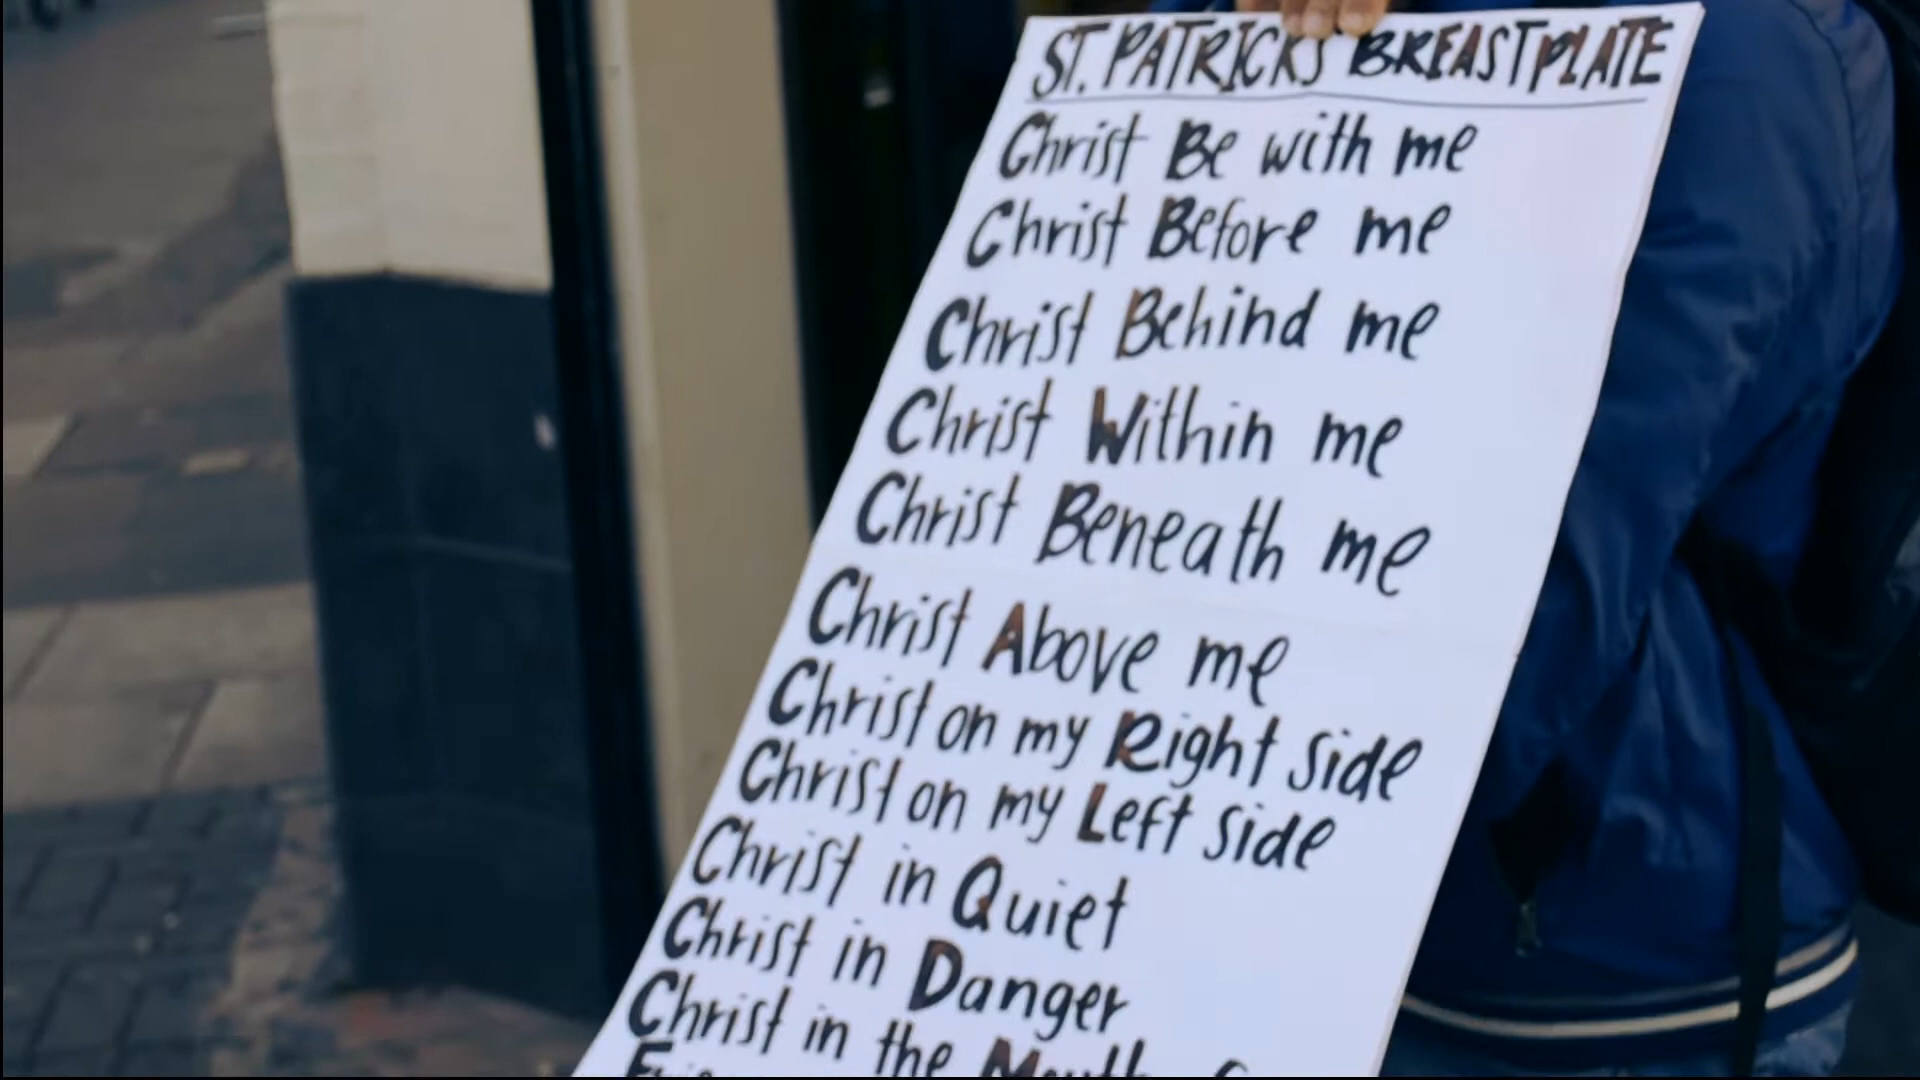 ST. PATRICKS BREASTPLATE
Christ Be with me
Christ Before me
Christ Behind me
Christ Within me
Christ Beneath me
Christ Above me
Christ on my Right side
Christ on my Left side
Christ in Quiet
Christ in Danger
Christ in the Mouth